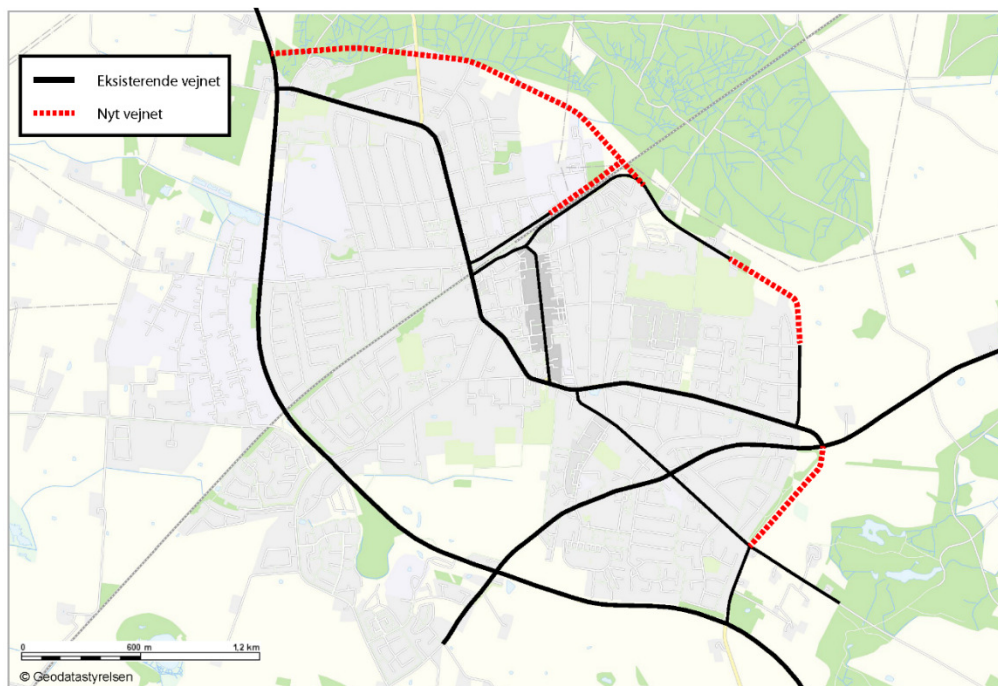 Eksisterende vejnet
Nyt vejnet
0 600 m 1,2 km
© Geodatastyrelsen